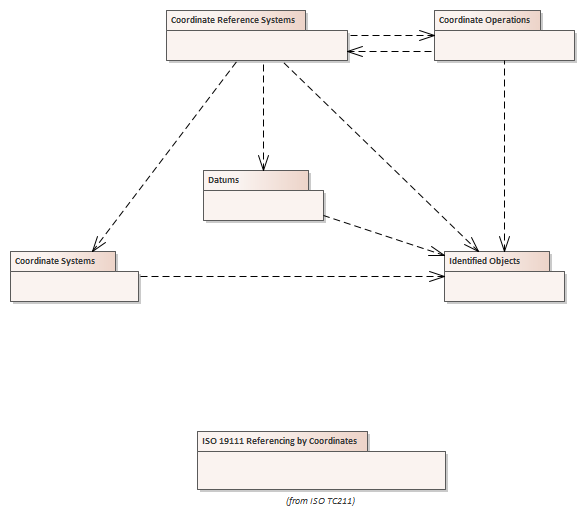 Coordinate Reference Systems
Coordinate Operations
Datums
Coordinate Systems
Identified Objects
ISO 19111 Referencing by Coordinates
(from ISO TC211)